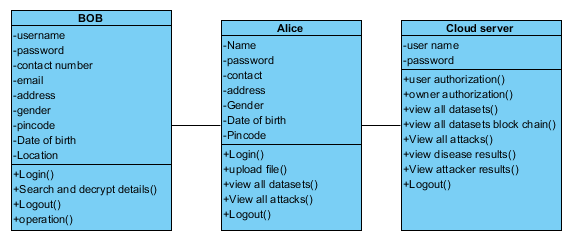 BOB
-username
-password
-contact number
-email
-address
-gender
-pincode
-Date of birth
-Location
+Login()
+Search and decrypt details()
+Logout()
+operation()
Alice
-Name
-password
-contact
-address
-Gender
-Date of birth
-Pincode
+Login()
+upload file()
+view all datasets()
+View all attacks()
+Logout()
Cloud server
-user name
-password
+user authorization()
+owner authorization()
+view all datasets()
+view all datasets block chain()
+View all attacks()
+view disease results()
+View attacker results()
+Logout()